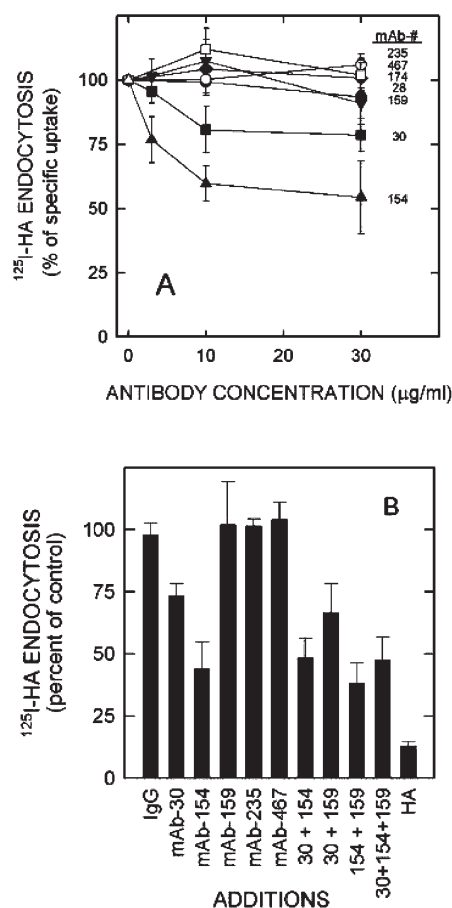 mAb-#
235
467
174
28
159
30
154
100
75
50
25
0
¹²⁵I-HA ENDOCYTOSIS
(% of specific uptake)
A
0 10 20 30
ANTIBODY CONCENTRATION (μg/ml)
B
100
75
50
25
0
¹²⁵I-HA ENDOCYTOSIS
(percent of control)
IgG
mAb-30
mAb-154
mAb-159
mAb-235
mAb-467
30 + 154
30 + 159
154 + 159
30+154+159
HA
ADDITIONS